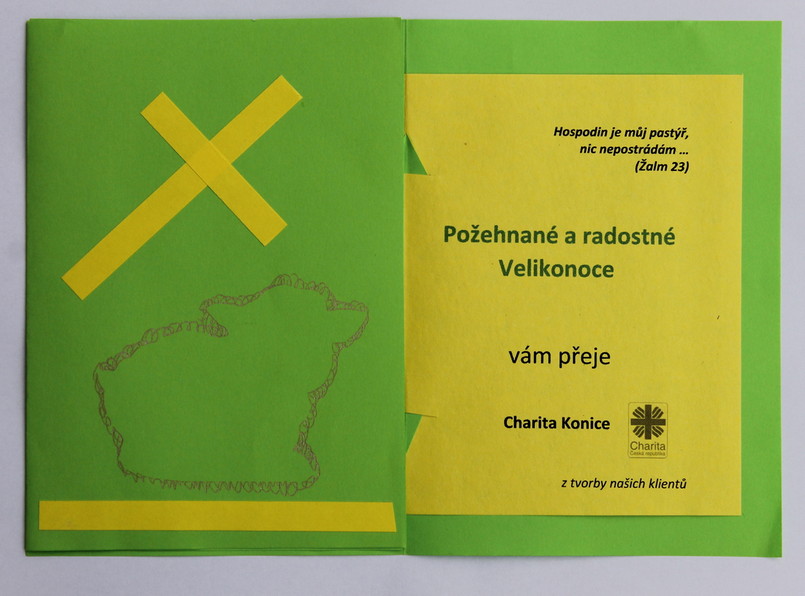 Hospodin je můj pastýř,
nic nepostrádám ...
(Žalm 23)
Požehnané a radostné
Velikonoce
vám přeje
Charita Konice
Charita
Česká republika
z tvorby našich klientů